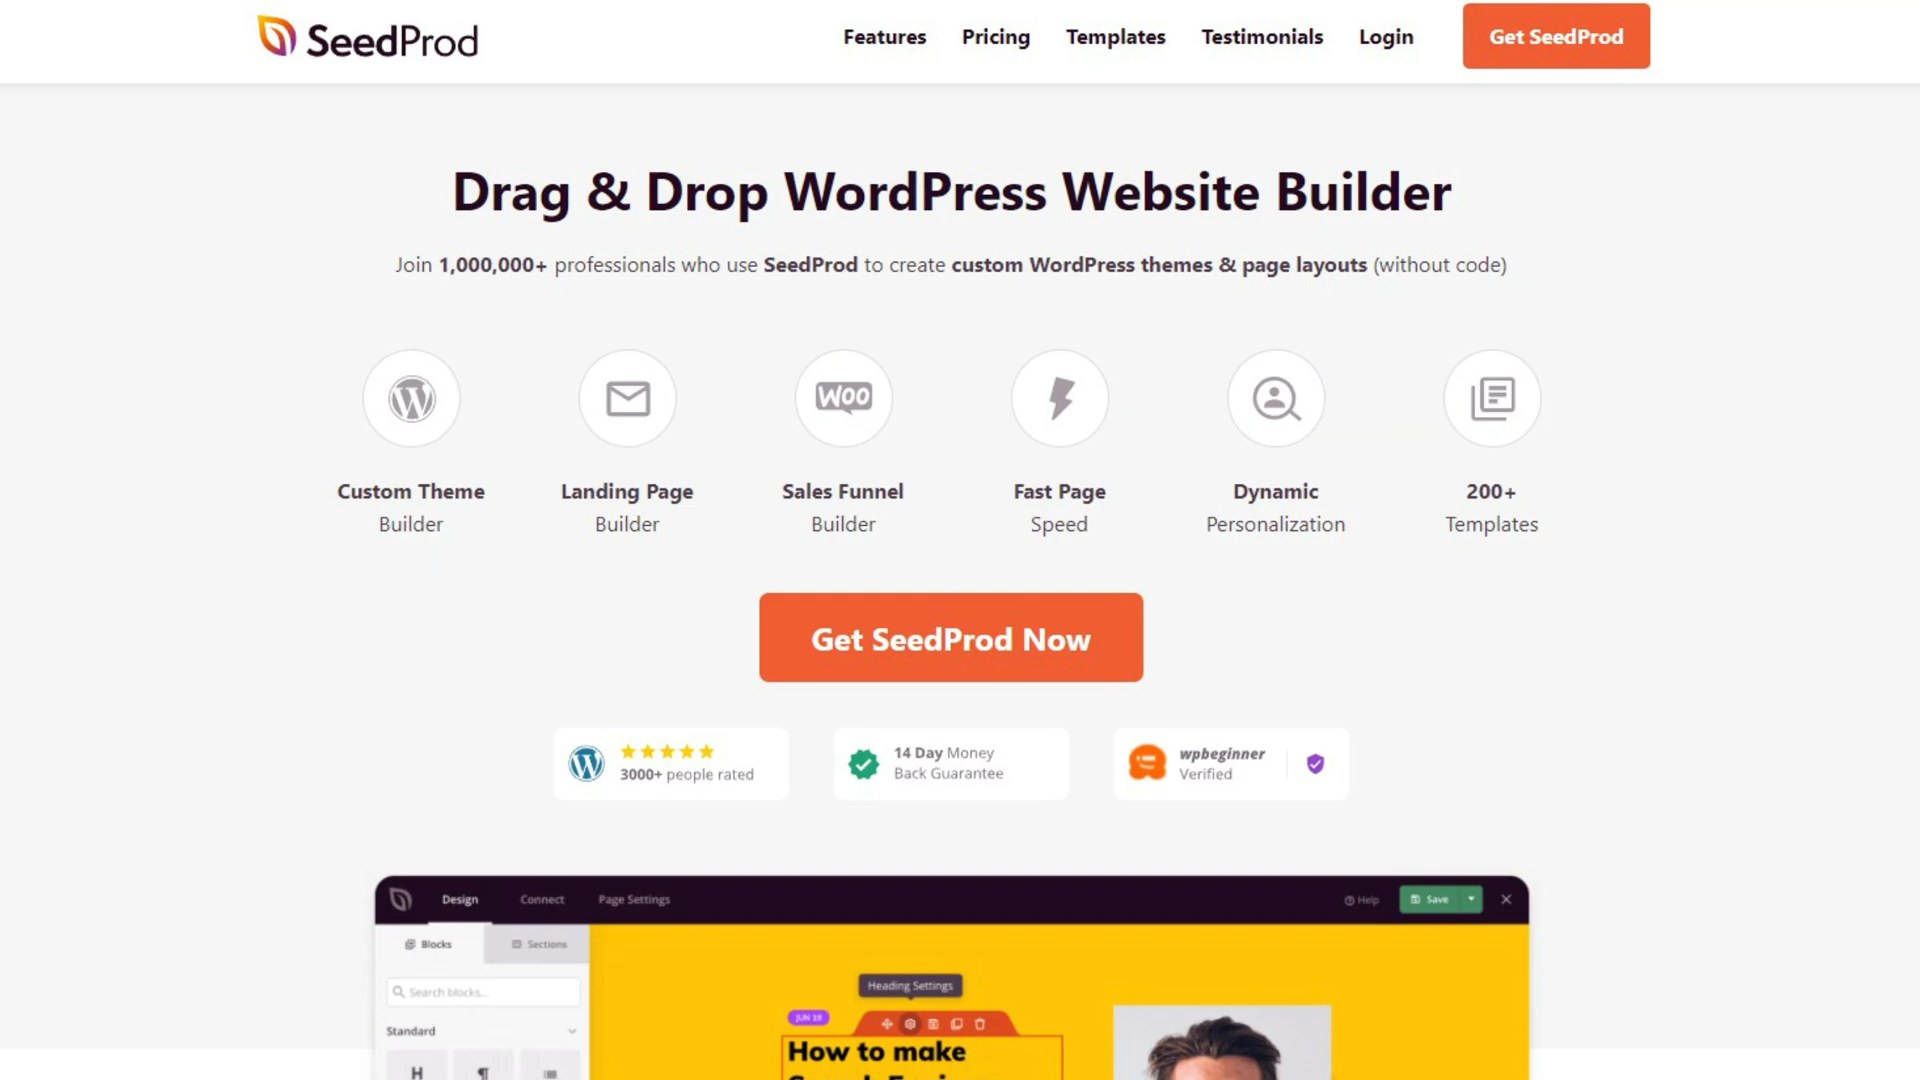 SeedProd
Features Pricing Templates Testimonials Login Get SeedProd
Drag & Drop WordPress Website Builder
Join 1,000,000+ professionals who use SeedProd to create custom WordPress themes & page layouts (without code)
W WOO
Custom Theme Landing Page Sales Funnel Fast Page Dynamic 200+
Builder Builder Builder Speed Personalization Templates
Get SeedProd Now
3000+ people rated
14 Day Money
Back Guarantee
wpbeginner
Verified
Design Connect Page Settings Help Save
Blocks Sections
Search blocks...
Standard
H ¶
Heading Settings
JUN 19
How to make